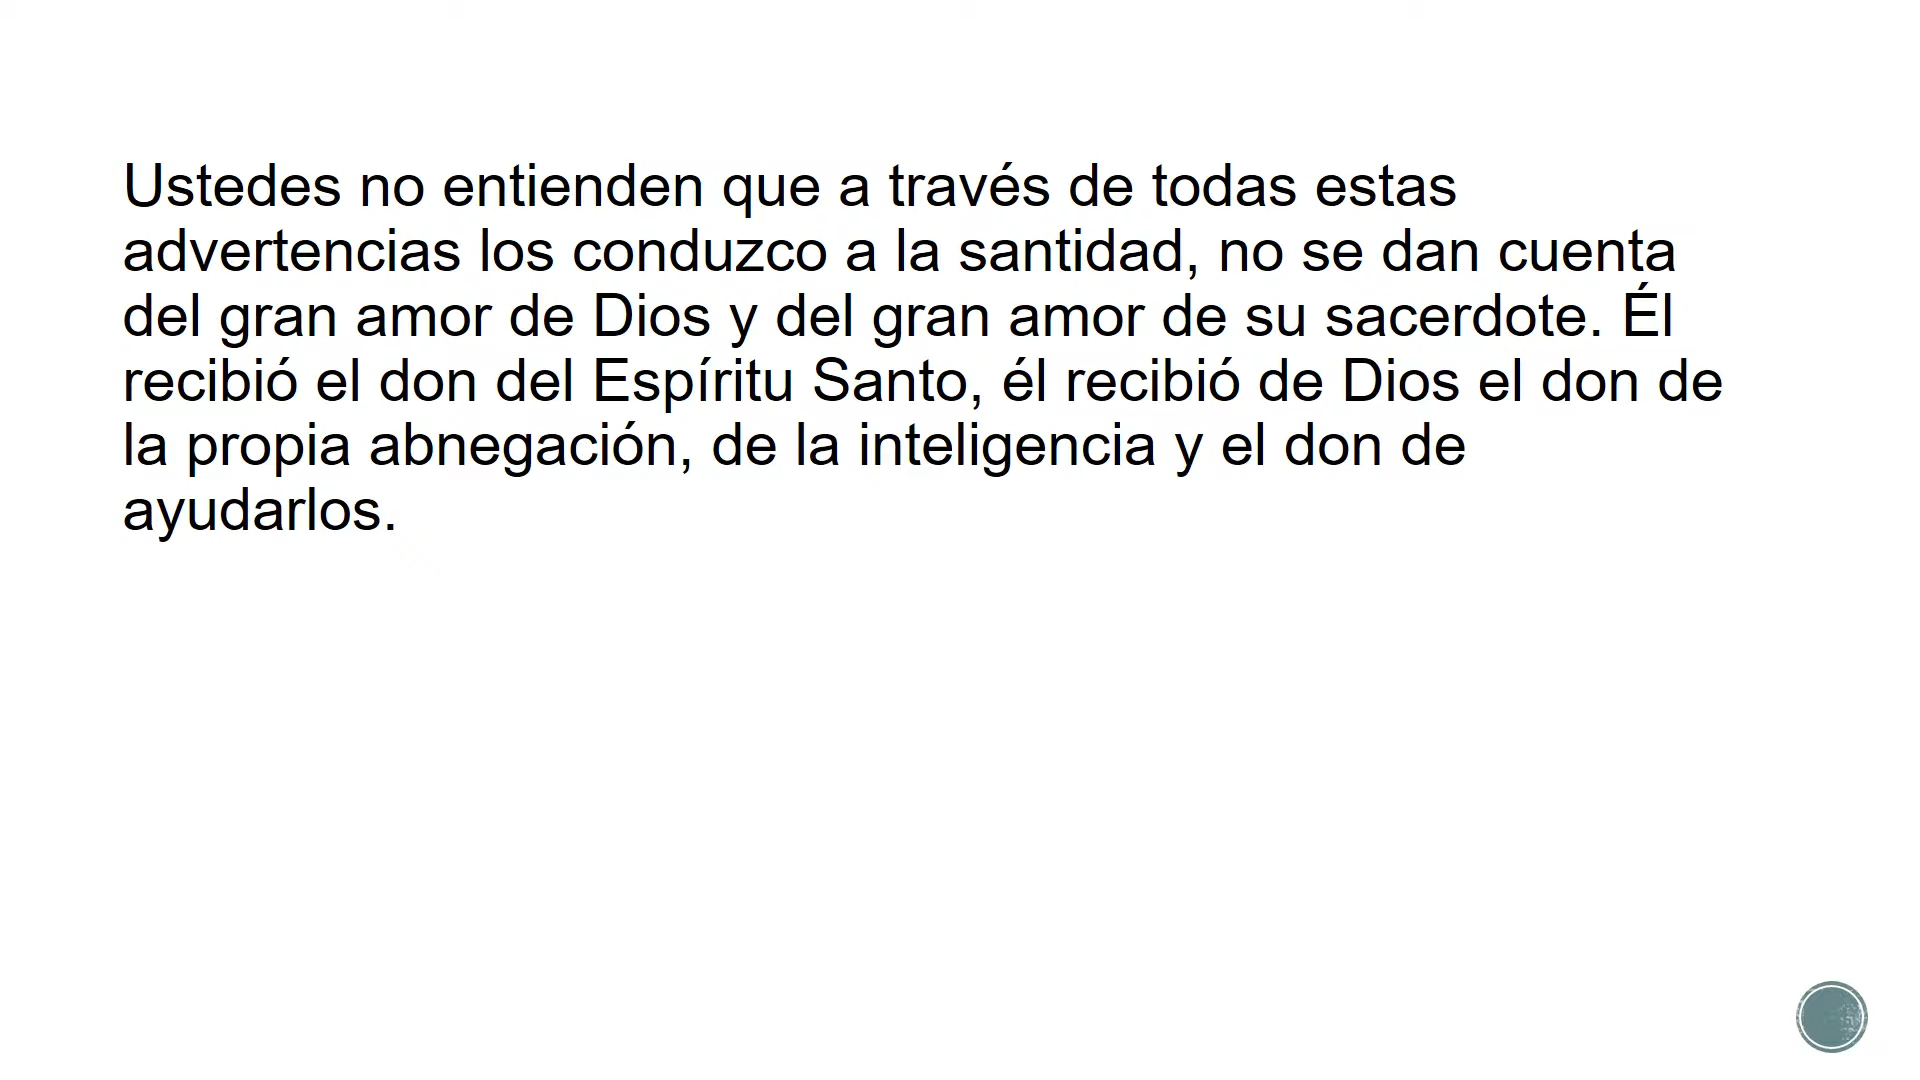 Ustedes no entienden que a través de todas estas
advertencias los conduzco a la santidad, no se dan cuenta
del gran amor de Dios y del gran amor de su sacerdote. Él
recibió el don del Espíritu Santo, él recibió de Dios el don de
la propia abnegación, de la inteligencia y el don de
ayudarlos.